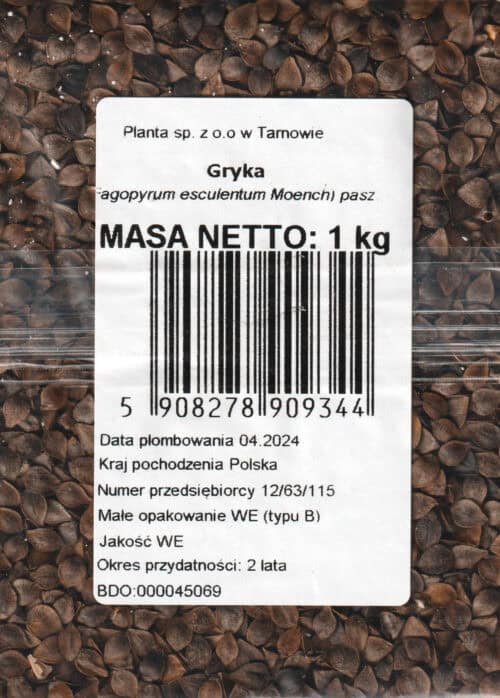 Planta sp. z o.o w Tarnowie
Gryka
agopyrum esculentum Moench) pasz
MASA NETTO: 1 kg
5 908278 909344
Data plombowania 04.2024
Kraj pochodzenia Polska
Numer przedsiębiorcy 12/63/115
Małe opakowanie WE (typu B)
Jakość WE
Okres przydatności: 2 lata
BDO:000045069